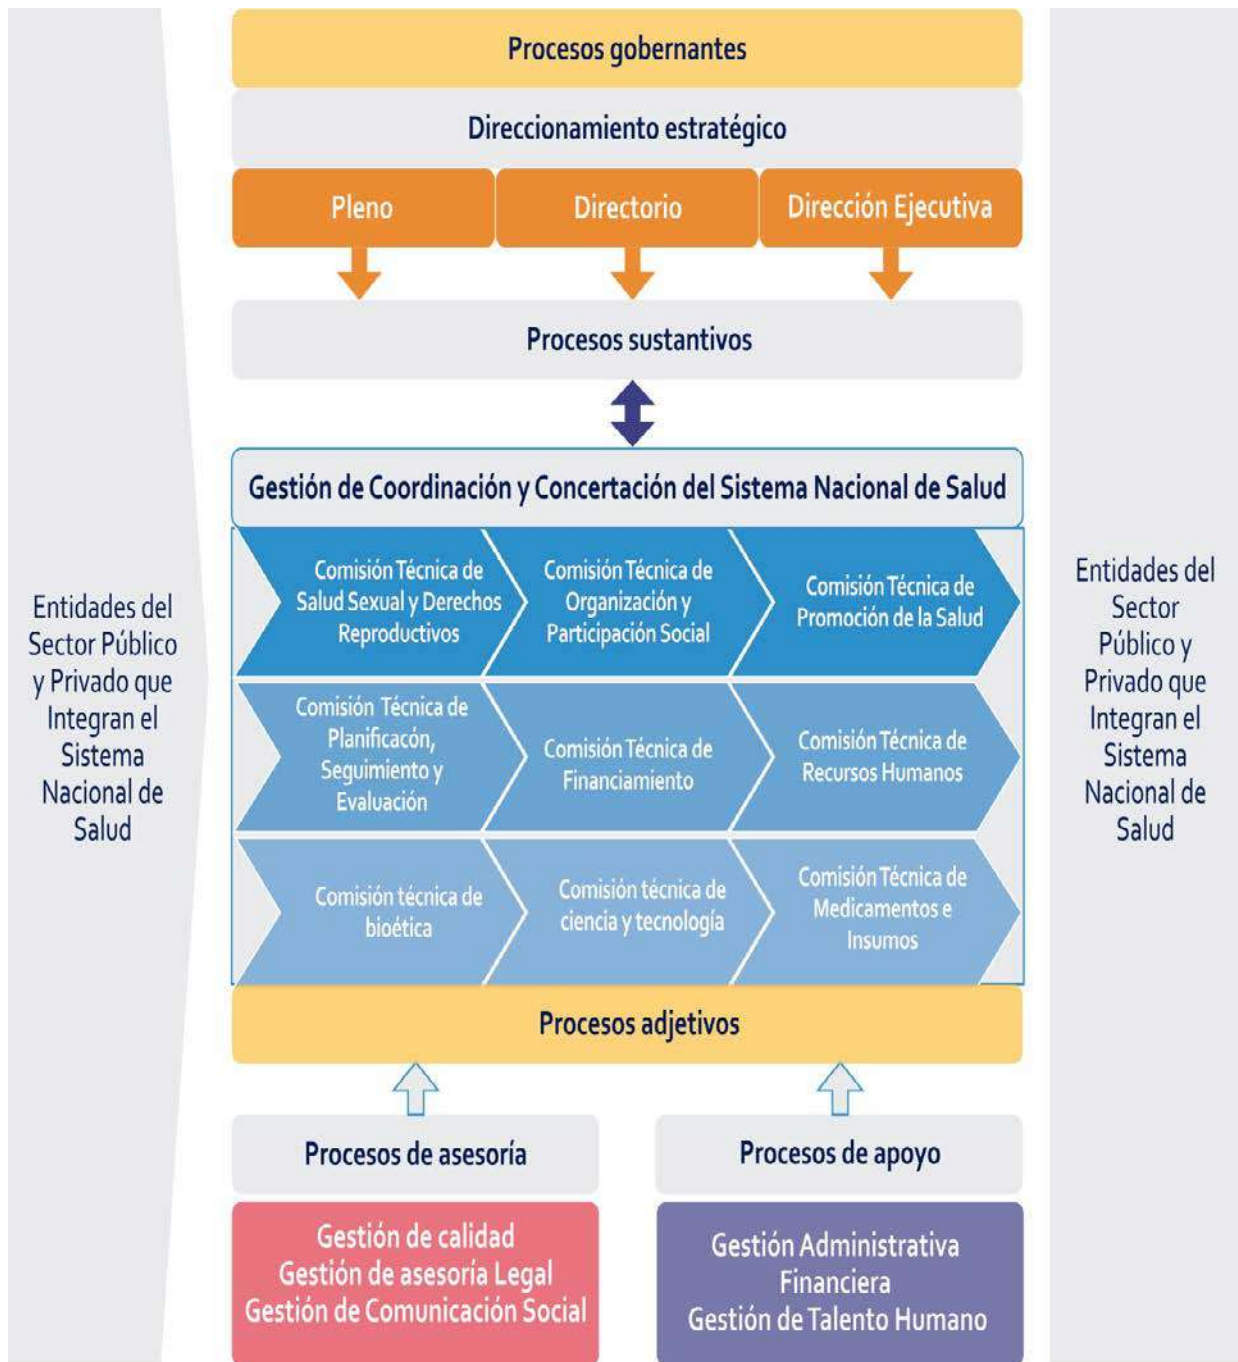 Procesos gobernantes
Direccionamiento estratégico
Pleno
Directorio
Dirección Ejecutiva
Procesos sustantivos
Gestión de Coordinación y Concertación del Sistema Nacional de Salud
Comisión Técnica de
Salud Sexual y Derechos
Reproductivos
Comisión Técnica de
Organización y
Participación Social
Comisión Técnica de
Promoción de la Salud
Comisión Técnica de
Planificacón,
Seguimiento y
Evaluación
Comisión Técnica de
Financiamiento
Comisión Técnica de
Recursos Humanos
Comisión técnica de
bioética
Comisión técnica de
ciencia y tecnología
Comisión Técnica de
Medicamentos e
Insumos
Procesos adjetivos
Procesos de asesoría
Gestión de calidad
Gestión de asesoría Legal
Gestión de Comunicación Social
Procesos de apoyo
Gestión Administrativa
Financiera
Gestión de Talento Humano
Entidades del
Sector Público
y Privado que
Integran el
Sistema
Nacional de
Salud
Entidades del
Sector
Público y
Privado que
Integran el
Sistema
Nacional de
Salud